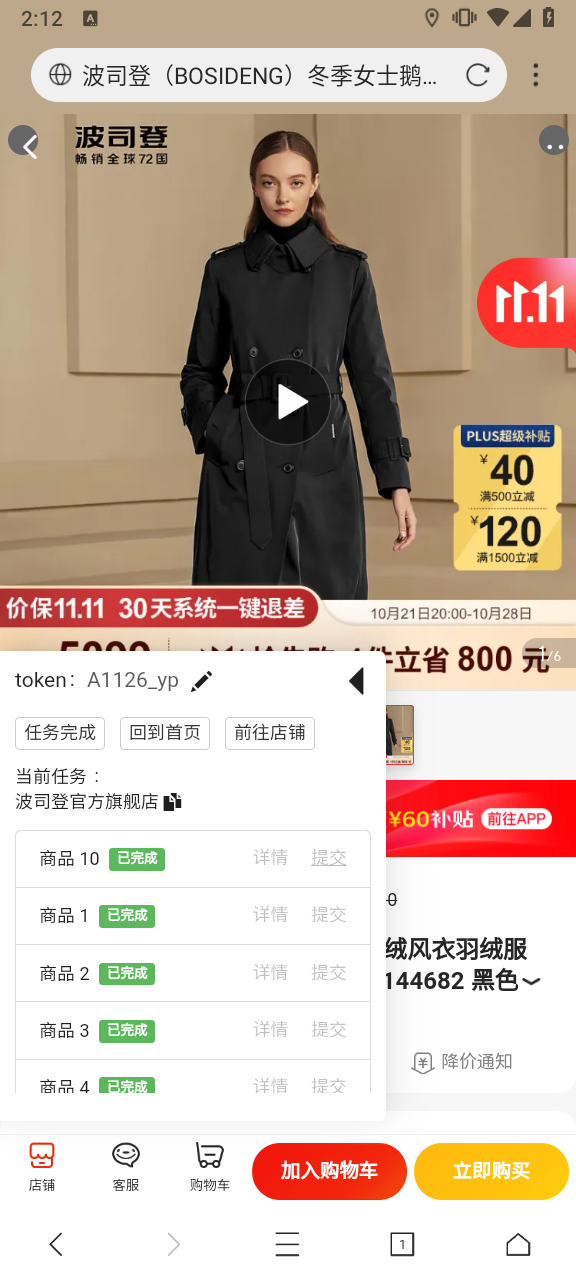 2:12
A
波司登（BOSIDENG）冬季女士鹅...
波司登
畅销全球72国
11.11
PLUS超级补贴
¥40
满500立减
¥120
满1500立减
价保11.11 30天系统一键退差
10月21日20:00-10月28日
件立省 800 元
1/6
token： A1126_yp
任务完成
回到首页
前往店铺
当前任务：
波司登官方旗舰店
商品 10 已完成 详情 提交
商品 1 已完成 详情 提交
商品 2 已完成 详情 提交
商品 3 已完成 详情 提交
商品 4 已完成 详情 提交
¥60补贴 前往APP
0
绒风衣羽绒服
144682 黑色
降价通知
店铺
客服
购物车
加入购物车
立即购买
1